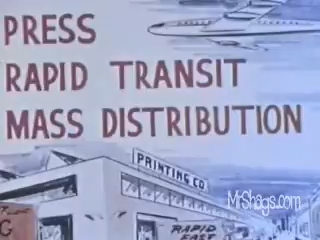 PRESS
RAPID TRANSIT
MASS DISTRIBUTION
PRINTING CO.
MrShags.com
RAPID
FAST